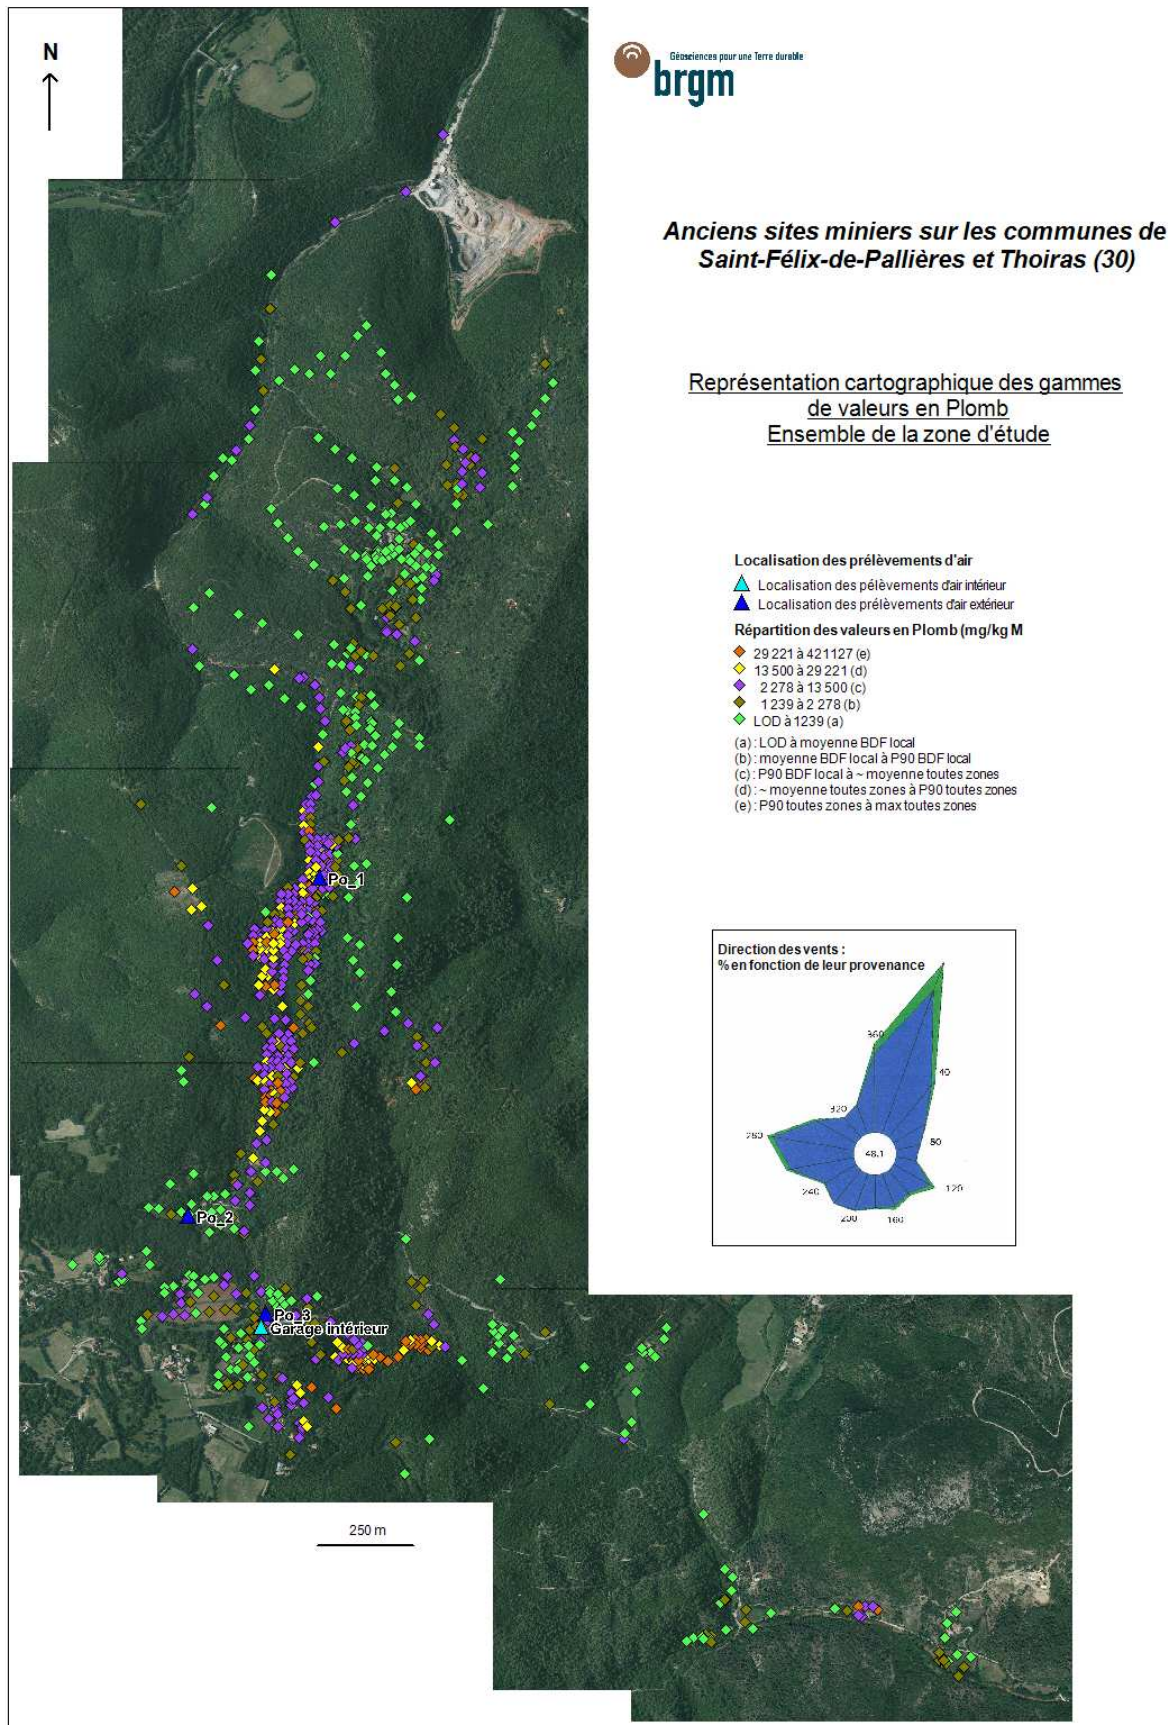 N
Géosciences pour une Terre durable
brgm
Anciens sites miniers sur les communes de
Saint-Félix-de-Pallières et Thoiras (30)
Représentation cartographique des gammes
de valeurs en Plomb
Ensemble de la zone d'étude
Localisation des prélèvements d'air
Localisation des pélèvements d'air intérieur
Localisation des prélèvements d'air extérieur
Répartition des valeurs en Plomb (mg/kg M
29 221 à 421127 (e)
13 500 à 29 221 (d)
2 278 à 13 500 (c)
1 239 à 2 278 (b)
LOD à 1239 (a)
(a) : LOD à moyenne BDF local
(b) : moyenne BDF local à P90 BDF local
(c) : P90 BDF local à ~ moyenne toutes zones
(d) : ~ moyenne toutes zones à P90 toutes zones
(e) : P90 toutes zones à max toutes zones
Po_1
Direction des vents :
% en fonction de leur provenance
360
40
320
280
80
48.1
120
240
200
160
Po_2
Po_3
Garage intérieur
250 m